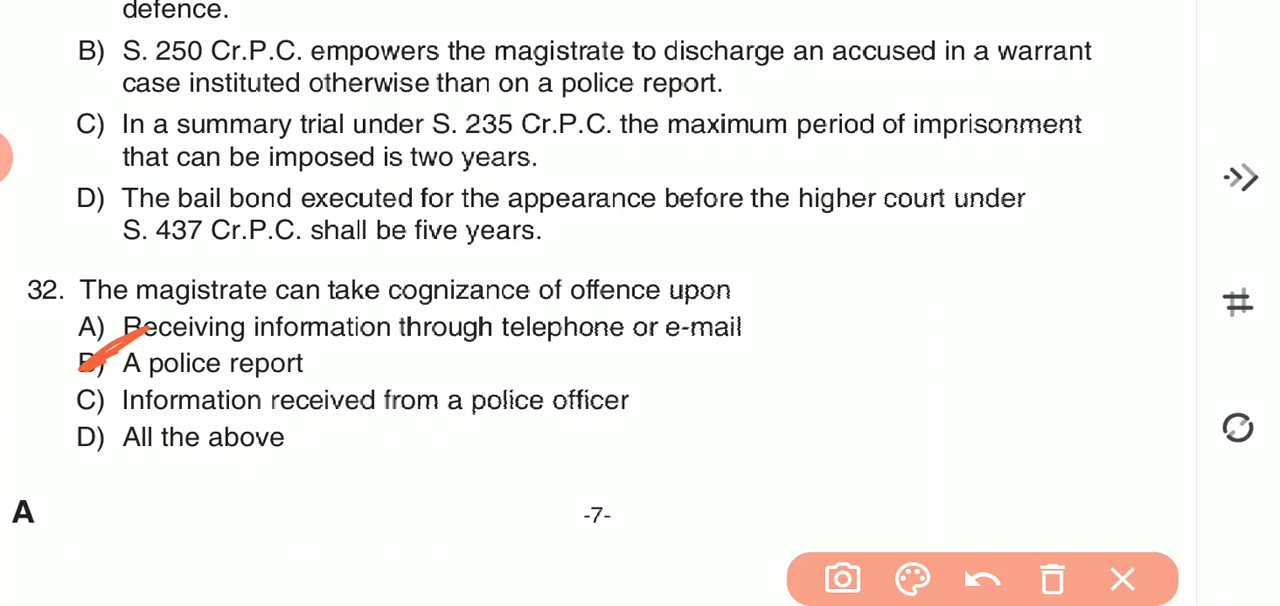 defence.
B) S. 250 Cr.P.C. empowers the magistrate to discharge an accused in a warrant
case instituted otherwise than on a police report.
C) In a summary trial under S. 235 Cr.P.C. the maximum period of imprisonment
that can be imposed is two years.
D) The bail bond executed for the appearance before the higher court under
S. 437 Cr.P.C. shall be five years.
32. The magistrate can take cognizance of offence upon
A) Receiving information through telephone or e-mail
B) A police report
C) Information received from a police officer
D) All the above
A
-7-